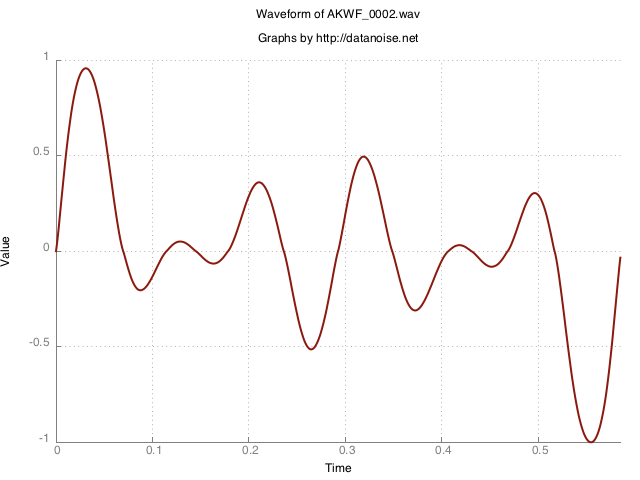 Waveform of AKWF_0002.wav
Graphs by http://datanoise.net
1
0.5
0
-0.5
-1
Value
0 0.1 0.2 0.3 0.4 0.5
Time